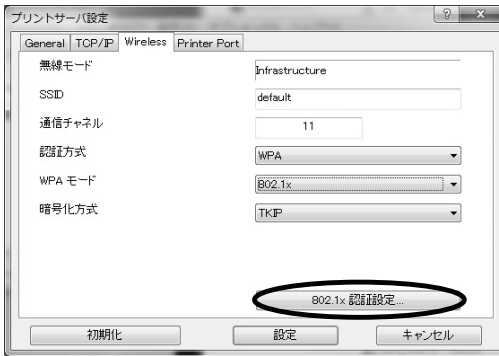 プリントサーバ設定
General TCP/IP Wireless Printer Port
無線モード Infrastructure
SSID default
通信チャネル 11
認証方式 WPA
WPA モード 802.1x
暗号化方式 TKIP
802.1x 認証設定...
初期化 設定 キャンセル